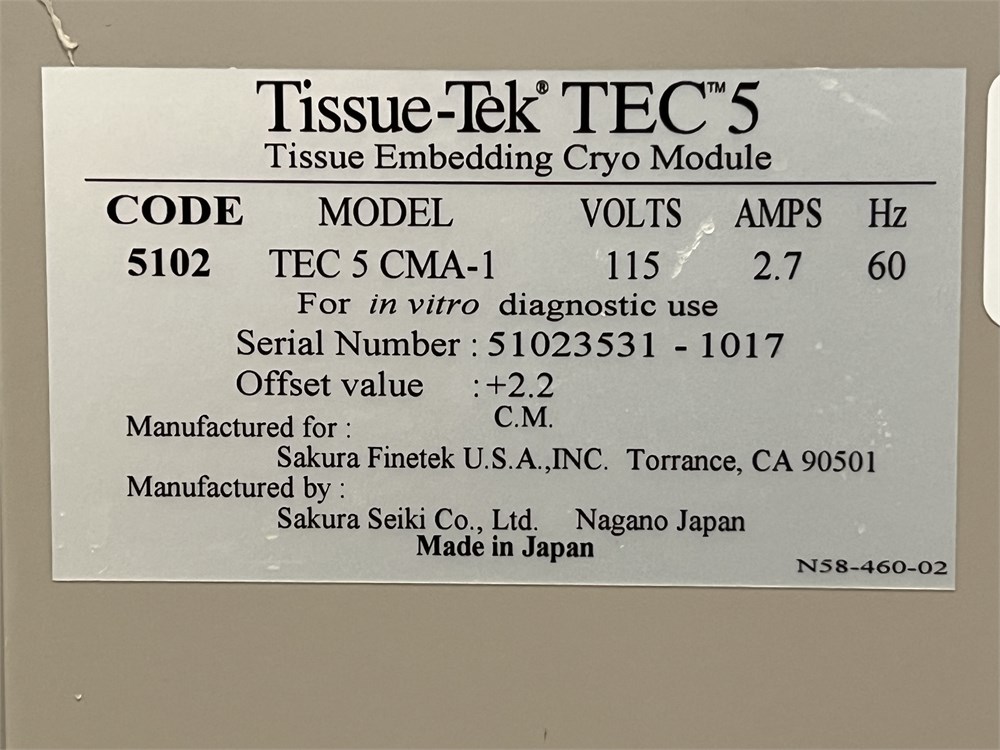 Tissue-Tek® TEC™5
Tissue Embedding Cryo Module
CODE MODEL VOLTS AMPS Hz
5102 TEC 5 CMA-1 115 2.7 60
For in vitro diagnostic use
Serial Number : 51023531 - 1017
Offset value :+2.2
C.M.
Manufactured for :
Sakura Finetek U.S.A.,INC. Torrance, CA 90501
Manufactured by :
Sakura Seiki Co., Ltd. Nagano Japan
Made in Japan
N58-460-02